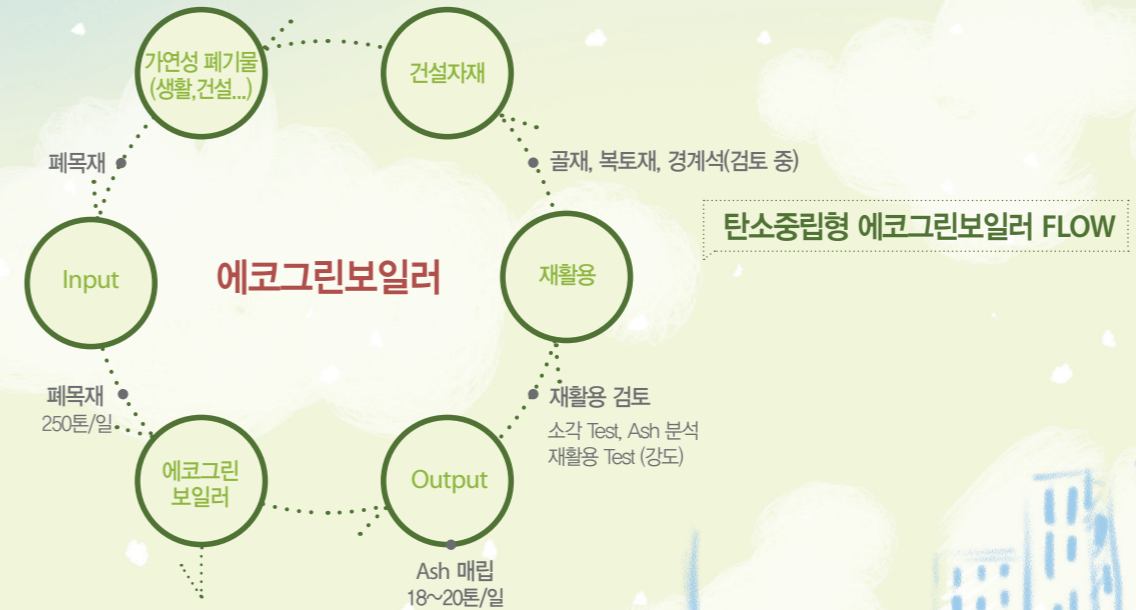 가연성 폐기물
(생활,건설...)
건설자재
폐목재
골재, 복토재, 경계석(검토 중)
탄소중립형 에코그린보일러 FLOW
Input
에코그린보일러
재활용
폐목재
250톤/일
재활용 검토
소각 Test, Ash 분석
재활용 Test (강도)
에코그린
보일러
Output
Ash 매립
18~20톤/일